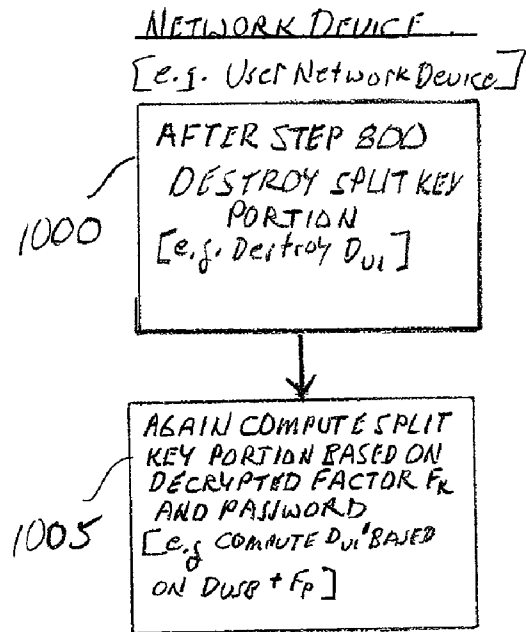 NETWORK DEVICE
[e.g. User Network Device]
AFTER STEP 800
DESTROY SPLIT KEY
PORTION
[e.g. Destroy DU1]
1000
AGAIN COMPUTE SPLIT
KEY PORTION BASED ON
DECRYPTED FACTOR FK
AND PASSWORD
[e.g COMPUTE DU1' BASED
ON DUSB + FP]
1005